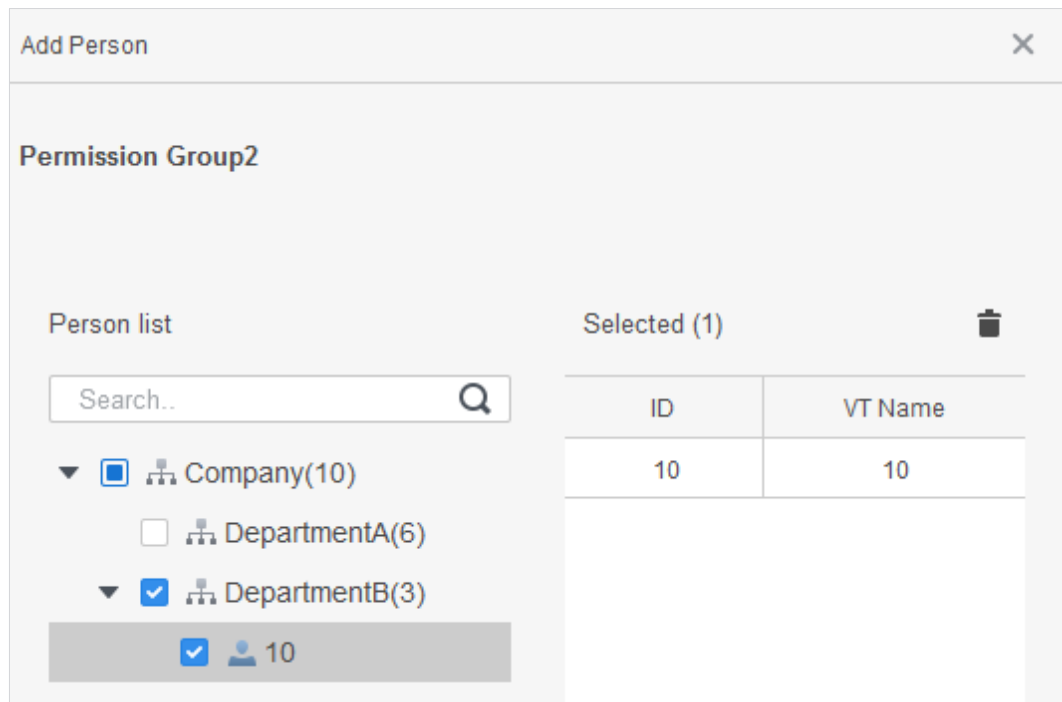 Add Person
Permission Group2
Person list
Search..
Company(10)
DepartmentA(6)
DepartmentB(3)
10
Selected (1)
ID VT Name
10 10